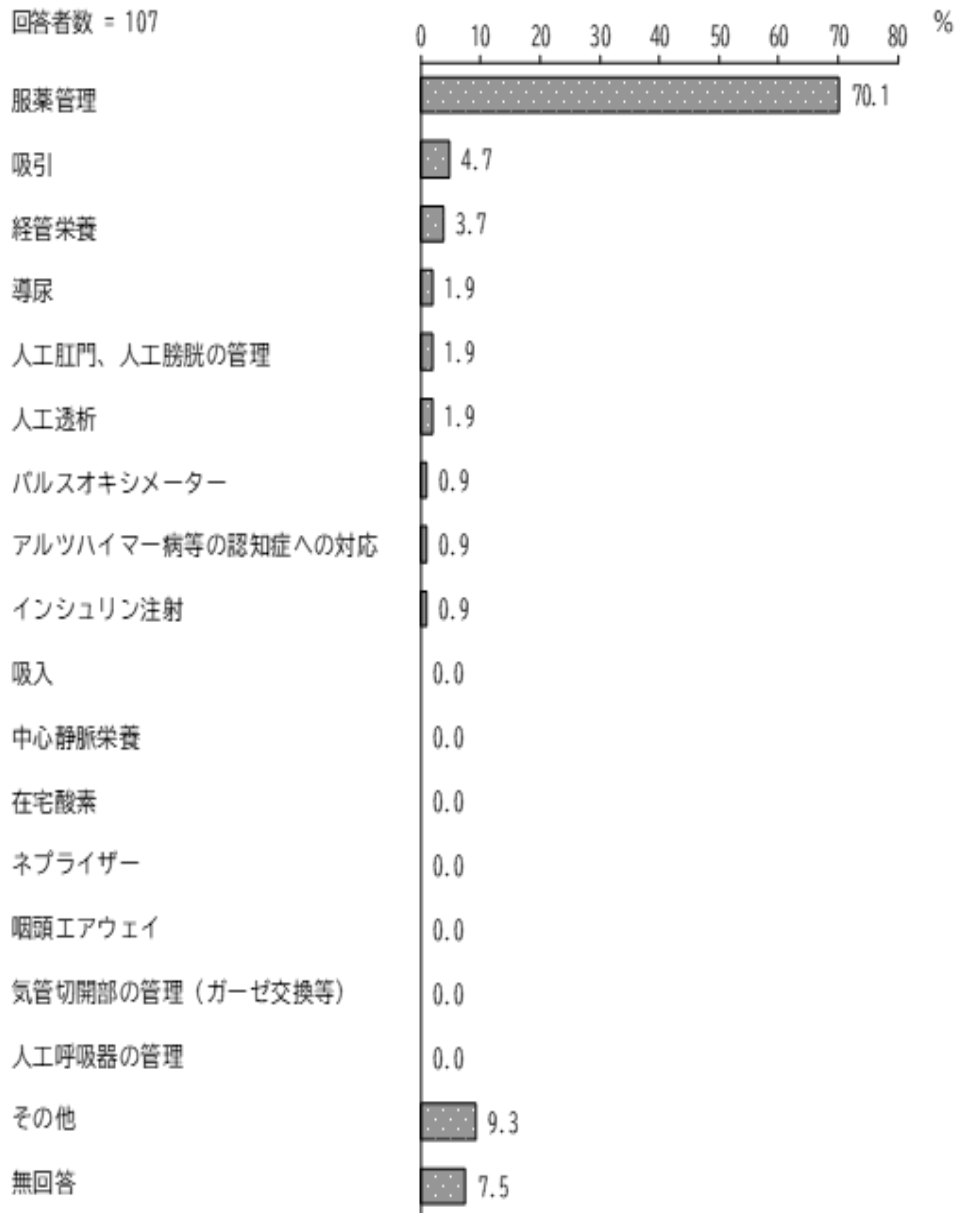 回答者数 = 107
0 10 20 30 40 50 60 70 80 %
服薬管理 70.1
吸引 4.7
経管栄養 3.7
導尿 1.9
人工肛門、人工膀胱の管理 1.9
人工透析 1.9
パルスオキシメーター 0.9
アルツハイマー病等の認知症への対応 0.9
インシュリン注射 0.9
吸入 0.0
中心静脈栄養 0.0
在宅酸素 0.0
ネブライザー 0.0
咽頭エアウェイ 0.0
気管切開部の管理（ガーゼ交換等） 0.0
人工呼吸器の管理 0.0
その他 9.3
無回答 7.5